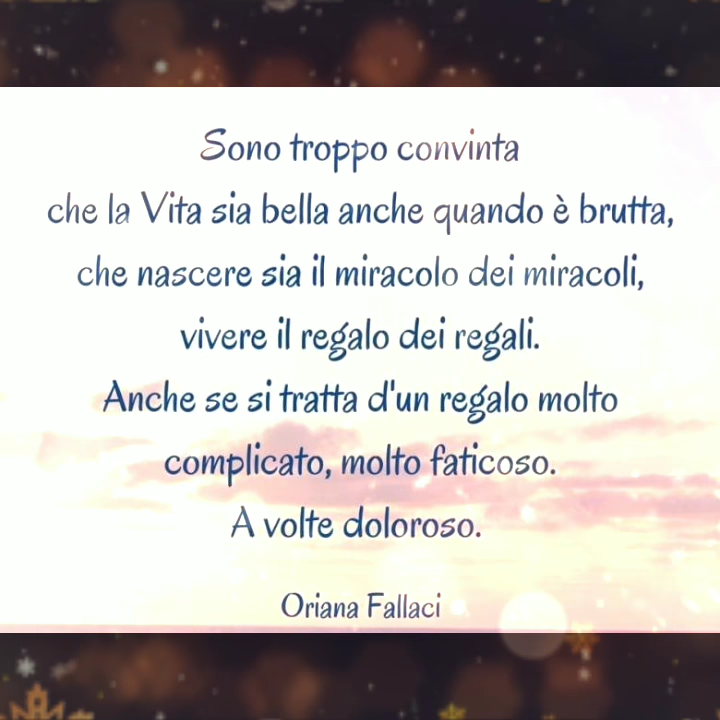 Sono troppo convinta
che la Vita sia bella anche quando è brutta,
che nascere sia il miracolo dei miracoli,
vivere il regalo dei regali.
Anche se si tratta d'un regalo molto
complicato, molto faticoso.
A volte doloroso.
Oriana Fallaci